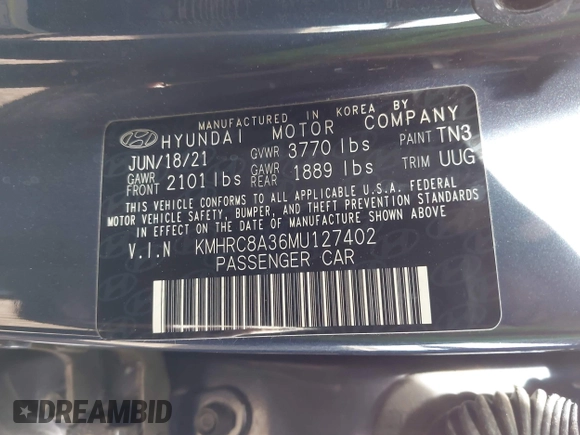 MANUFACTURED IN KOREA BY
HYUNDAI MOTOR COMPANY
JUN/18/21 GVWR 3770 lbs PAINT TN3
GAWR FRONT 2101 lbs GAWR REAR 1889 lbs TRIM UUG
THIS VEHICLE CONFORMS TO ALL APPLICABLE U.S.A. FEDERAL
MOTOR VEHICLE SAFETY, BUMPER, AND THEFT PREVENTION STANDARDS
IN EFFECT ON THE DATE OF MANUFACTURE SHOWN ABOVE.
V.I.N KMHRC8A36MU127402
PASSENGER CAR
DREAMBID